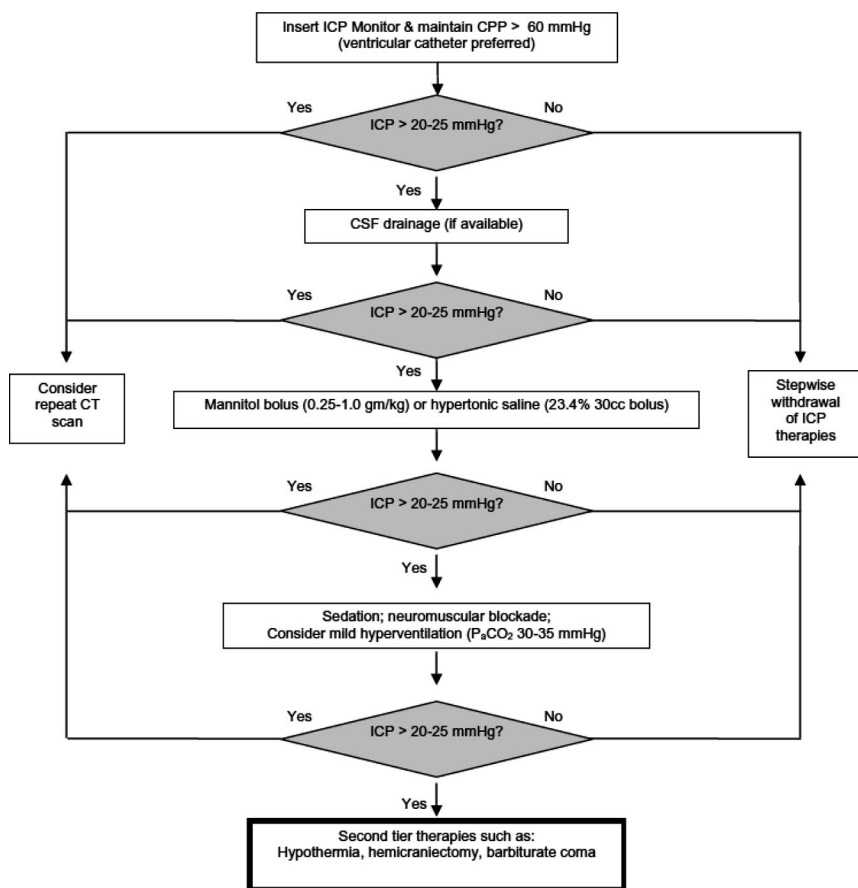 Insert ICP Monitor & maintain CPP > 60 mmHg
(ventricular catheter preferred)
Yes
No
ICP > 20-25 mmHg?
Yes
CSF drainage (if available)
Yes
No
ICP > 20-25 mmHg?
Yes
Consider
repeat CT
scan
Mannitol bolus (0.25-1.0 gm/kg) or hypertonic saline (23.4% 30cc bolus)
Stepwise
withdrawal
of ICP
therapies
Yes
No
ICP > 20-25 mmHg?
Yes
Sedation; neuromuscular blockade;
Consider mild hyperventilation (PaCO₂ 30-35 mmHg)
Yes
No
ICP > 20-25 mmHg?
Yes
Second tier therapies such as:
Hypothermia, hemicraniectomy, barbiturate coma